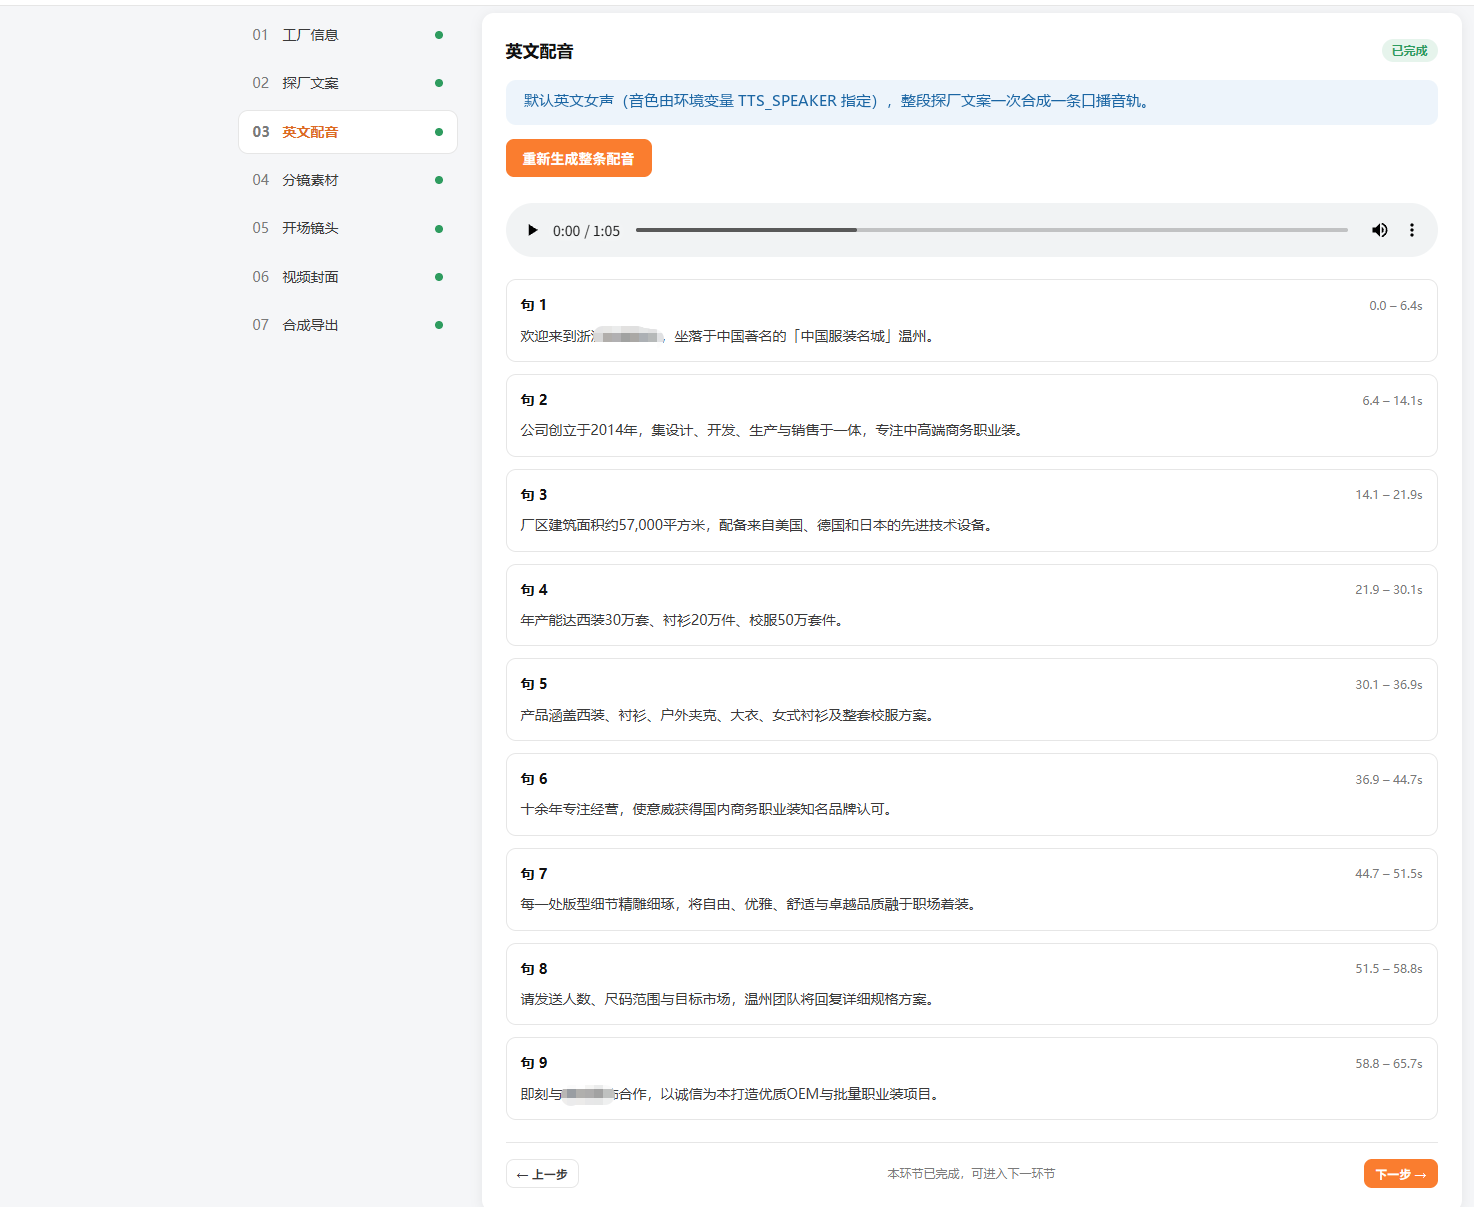 01 工厂信息
02 探厂文案
03 英文配音
04 分镜素材
05 开场镜头
06 视频封面
07 合成导出
英文配音
已完成
默认英文女声（音色由环境变量 TTS_SPEAKER 指定），整段探厂文案一次合成一条口播音轨。
重新生成整条配音
0:00 / 1:05
句 1
0.0 – 6.4s
欢迎来到浙，坐落于中国著名的「中国服装名城」温州。
句 2
6.4 – 14.1s
公司创立于2014年，集设计、开发、生产与销售于一体，专注中高端商务职业装。
句 3
14.1 – 21.9s
厂区建筑面积约57,000平方米，配备来自美国、德国和日本的先进技术设备。
句 4
21.9 – 30.1s
年产能达西装30万套、衬衫20万件、校服50万套件。
句 5
30.1 – 36.9s
产品涵盖西装、衬衫、户外夹克、大衣、女式衬衫及整套校服方案。
句 6
36.9 – 44.7s
十余年专注经营，使意威获得国内商务职业装知名品牌认可。
句 7
44.7 – 51.5s
每一处版型细节精雕细琢，将自由、优雅、舒适与卓越品质融于职场着装。
句 8
51.5 – 58.8s
请发送人数、尺码范围与目标市场，温州团队将回复详细规格方案。
句 9
58.8 – 65.7s
即刻与合作，以诚信为本打造优质OEM与批量职业装项目。
← 上一步
本环节已完成，可进入下一环节
下一步 →